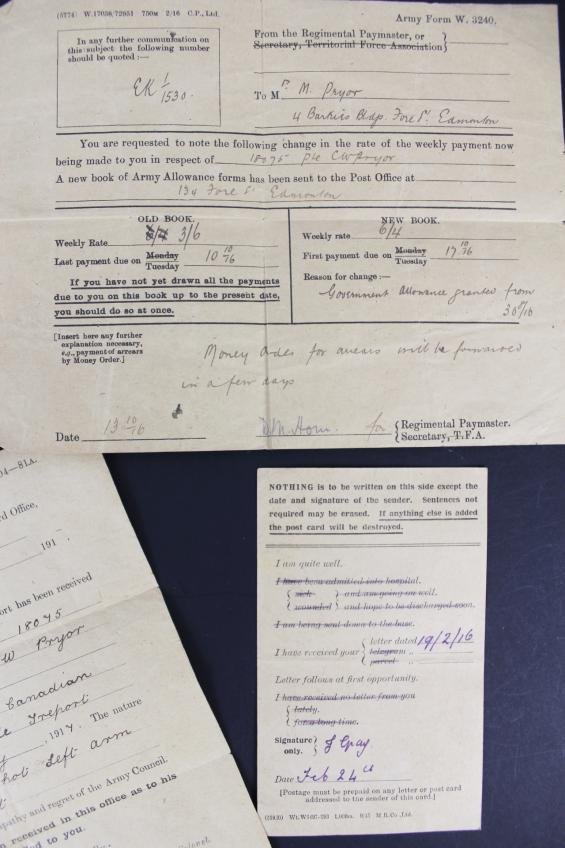 (5774) W.17058/72951 750M 2/16 C.P., Ltd.
Army Form W. 3240.
In any further communication on
this subject the following number
should be quoted :—
EK 1/1530.
From the Regimental Paymaster, or
Secretary, Territorial Force Association
To Mr. M. Pryor
4 Barkers Bldgs. Fore St. Edmonton
You are requested to note the following change in the rate of the weekly payment now
being made to you in respect of 18075 Pte CW Pryor
A new book of Army Allowance forms has been sent to the Post Office at
134 Fore St Edmonton
OLD BOOK.
Weekly Rate 3/6
Last payment due on Monday Tuesday 10 10/16
If you have not yet drawn all the payments
due to you on this book up to the present date,
you should do so at once.
NEW BOOK.
Weekly rate 6/4
First payment due on Monday Tuesday 17 10/16
Reason for change :—
Government allowance granted from
[Insert here any further
explanation necessary,
e.g., payment of arrears
by Money Order.]
Money Order for arrears will be forwarded
in a few days
Date 13 10/16
for Regimental Paymaster.
Secretary, T.F.A.
04—81A.
rd Office,
191
ort has been received
18075
W Pryor
Canadian
Treport
, 1917. The nature
hot Left arm
pathy and regret of the Army Council.
n received in this office as to his
ed to you.
NOTHING is to be written on this side except the
date and signature of the sender. Sentences not
required may be erased. If anything else is added
the post card will be destroyed.
I am quite well.
I have been admitted into hospital.
sick and am going on well.
wounded and hope to be discharged soon.
I am being sent down to the base.
I have received your letter dated 19/2/16
telegram ,,
parcel ,,
Letter follows at first opportunity.
I have received no letter from you
lately.
for a long time.
Signature only. J Gray
Date Feb 24th
[Postage must be prepaid on any letter or post card
addressed to the sender of this card.]